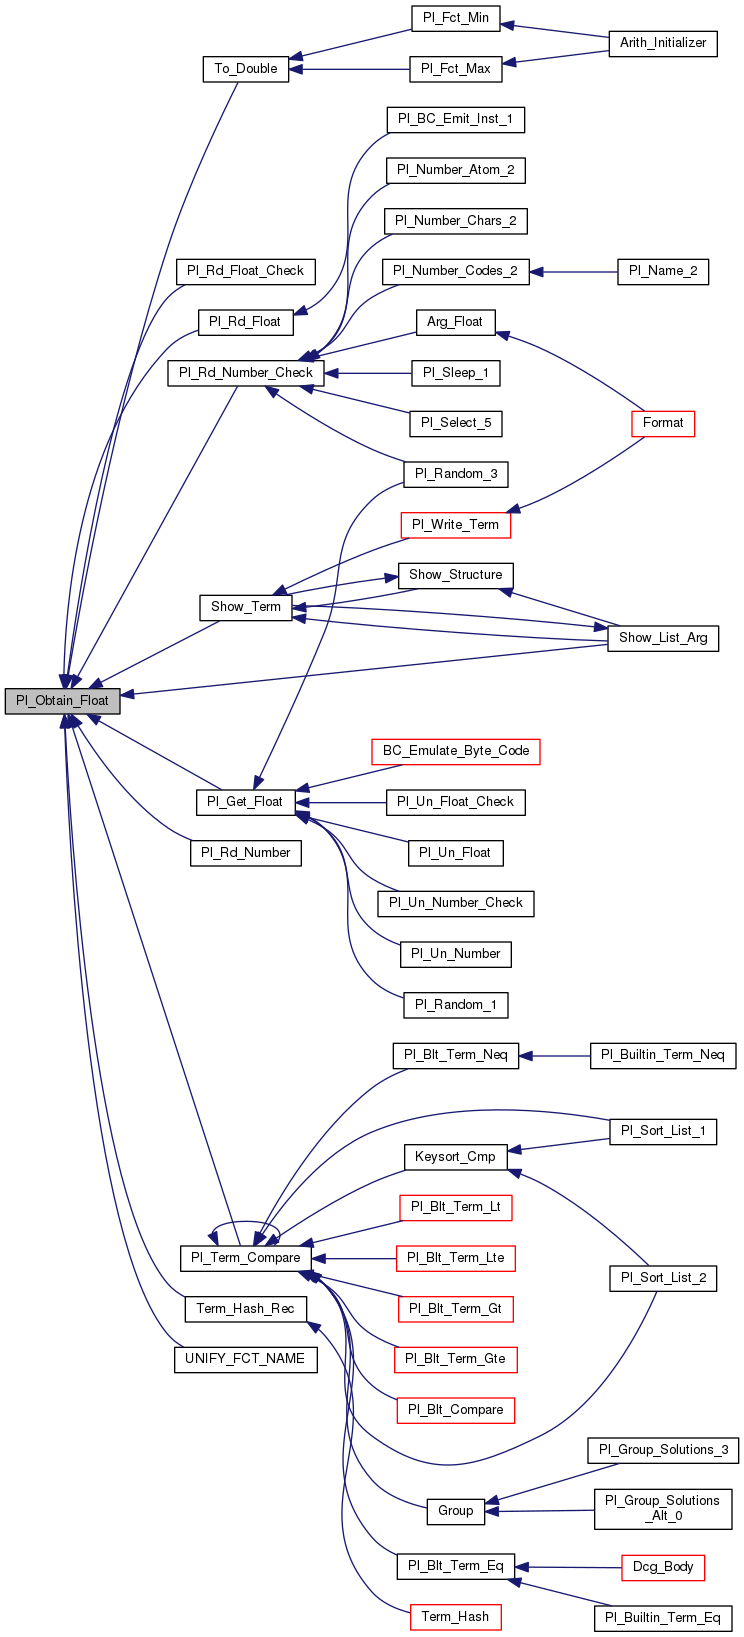 Pl_Fct_Min
Arith_Initializer
To_Double
Pl_Fct_Max
Pl_BC_Emit_Inst_1
Pl_Number_Atom_2
Pl_Number_Chars_2
Pl_Rd_Float_Check
Pl_Number_Codes_2
Pl_Name_2
Pl_Rd_Float
Arg_Float
Pl_Rd_Number_Check
Pl_Sleep_1
Pl_Select_5
Format
Pl_Random_3
Pl_Write_Term
Show_Structure
Show_Term
Show_List_Arg
Pl_Obtain_Float
BC_Emulate_Byte_Code
Pl_Get_Float
Pl_Un_Float_Check
Pl_Rd_Number
Pl_Un_Float
Pl_Un_Number_Check
Pl_Un_Number
Pl_Random_1
Pl_Blt_Term_Neq
Pl_Builtin_Term_Neq
Pl_Sort_List_1
Keysort_Cmp
Pl_Blt_Term_Lt
Pl_Term_Compare
Pl_Blt_Term_Lte
Pl_Sort_List_2
Term_Hash_Rec
Pl_Blt_Term_Gt
UNIFY_FCT_NAME
Pl_Blt_Term_Gte
Pl_Blt_Compare
Pl_Group_Solutions_3
Group
Pl_Group_Solutions
_Alt_0
Pl_Blt_Term_Eq
Dcg_Body
Term_Hash
Pl_Builtin_Term_Eq